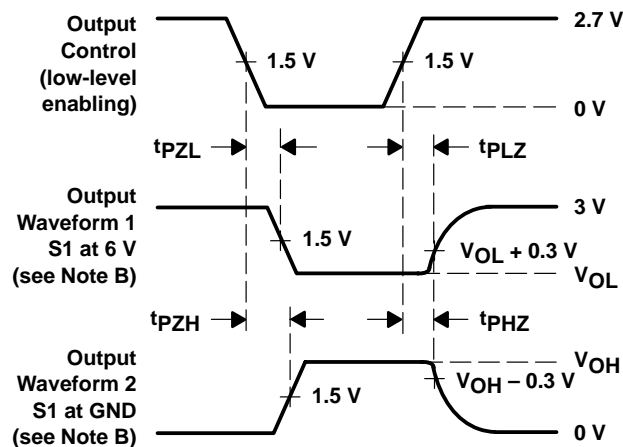 Output
Control
(low-level
enabling)
2.7 V
1.5 V
1.5 V
0 V
tPZL
tPLZ
Output
Waveform 1
S1 at 6 V
(see Note B)
3 V
1.5 V
VOL + 0.3 V
VOL
tPZH
tPHZ
Output
Waveform 2
S1 at GND
(see Note B)
VOH
1.5 V
VOH – 0.3 V
0 V